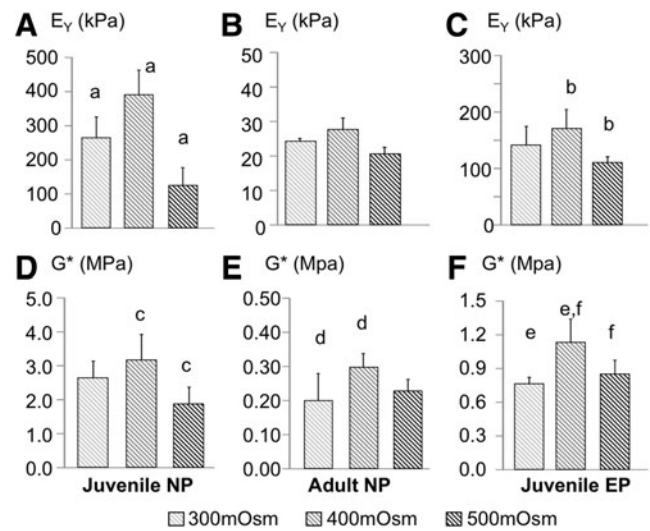 A E_Y (kPa)
500
400
300
200
100
0
a
a
a
B E_Y (kPa)
60
50
40
30
20
10
0
C E_Y (kPa)
300
200
100
0
b
b
D G* (MPa)
5.0
4.0
3.0
2.0
1.0
0.0
c
c
Juvenile NP
E G* (Mpa)
0.50
0.40
0.30
0.20
0.10
0.00
d
d
Adult NP
F G* (Mpa)
1.5
1.2
0.9
0.6
0.3
0.0
e
e,f
f
Juvenile EP
300mOsm 400mOsm 500mOsm